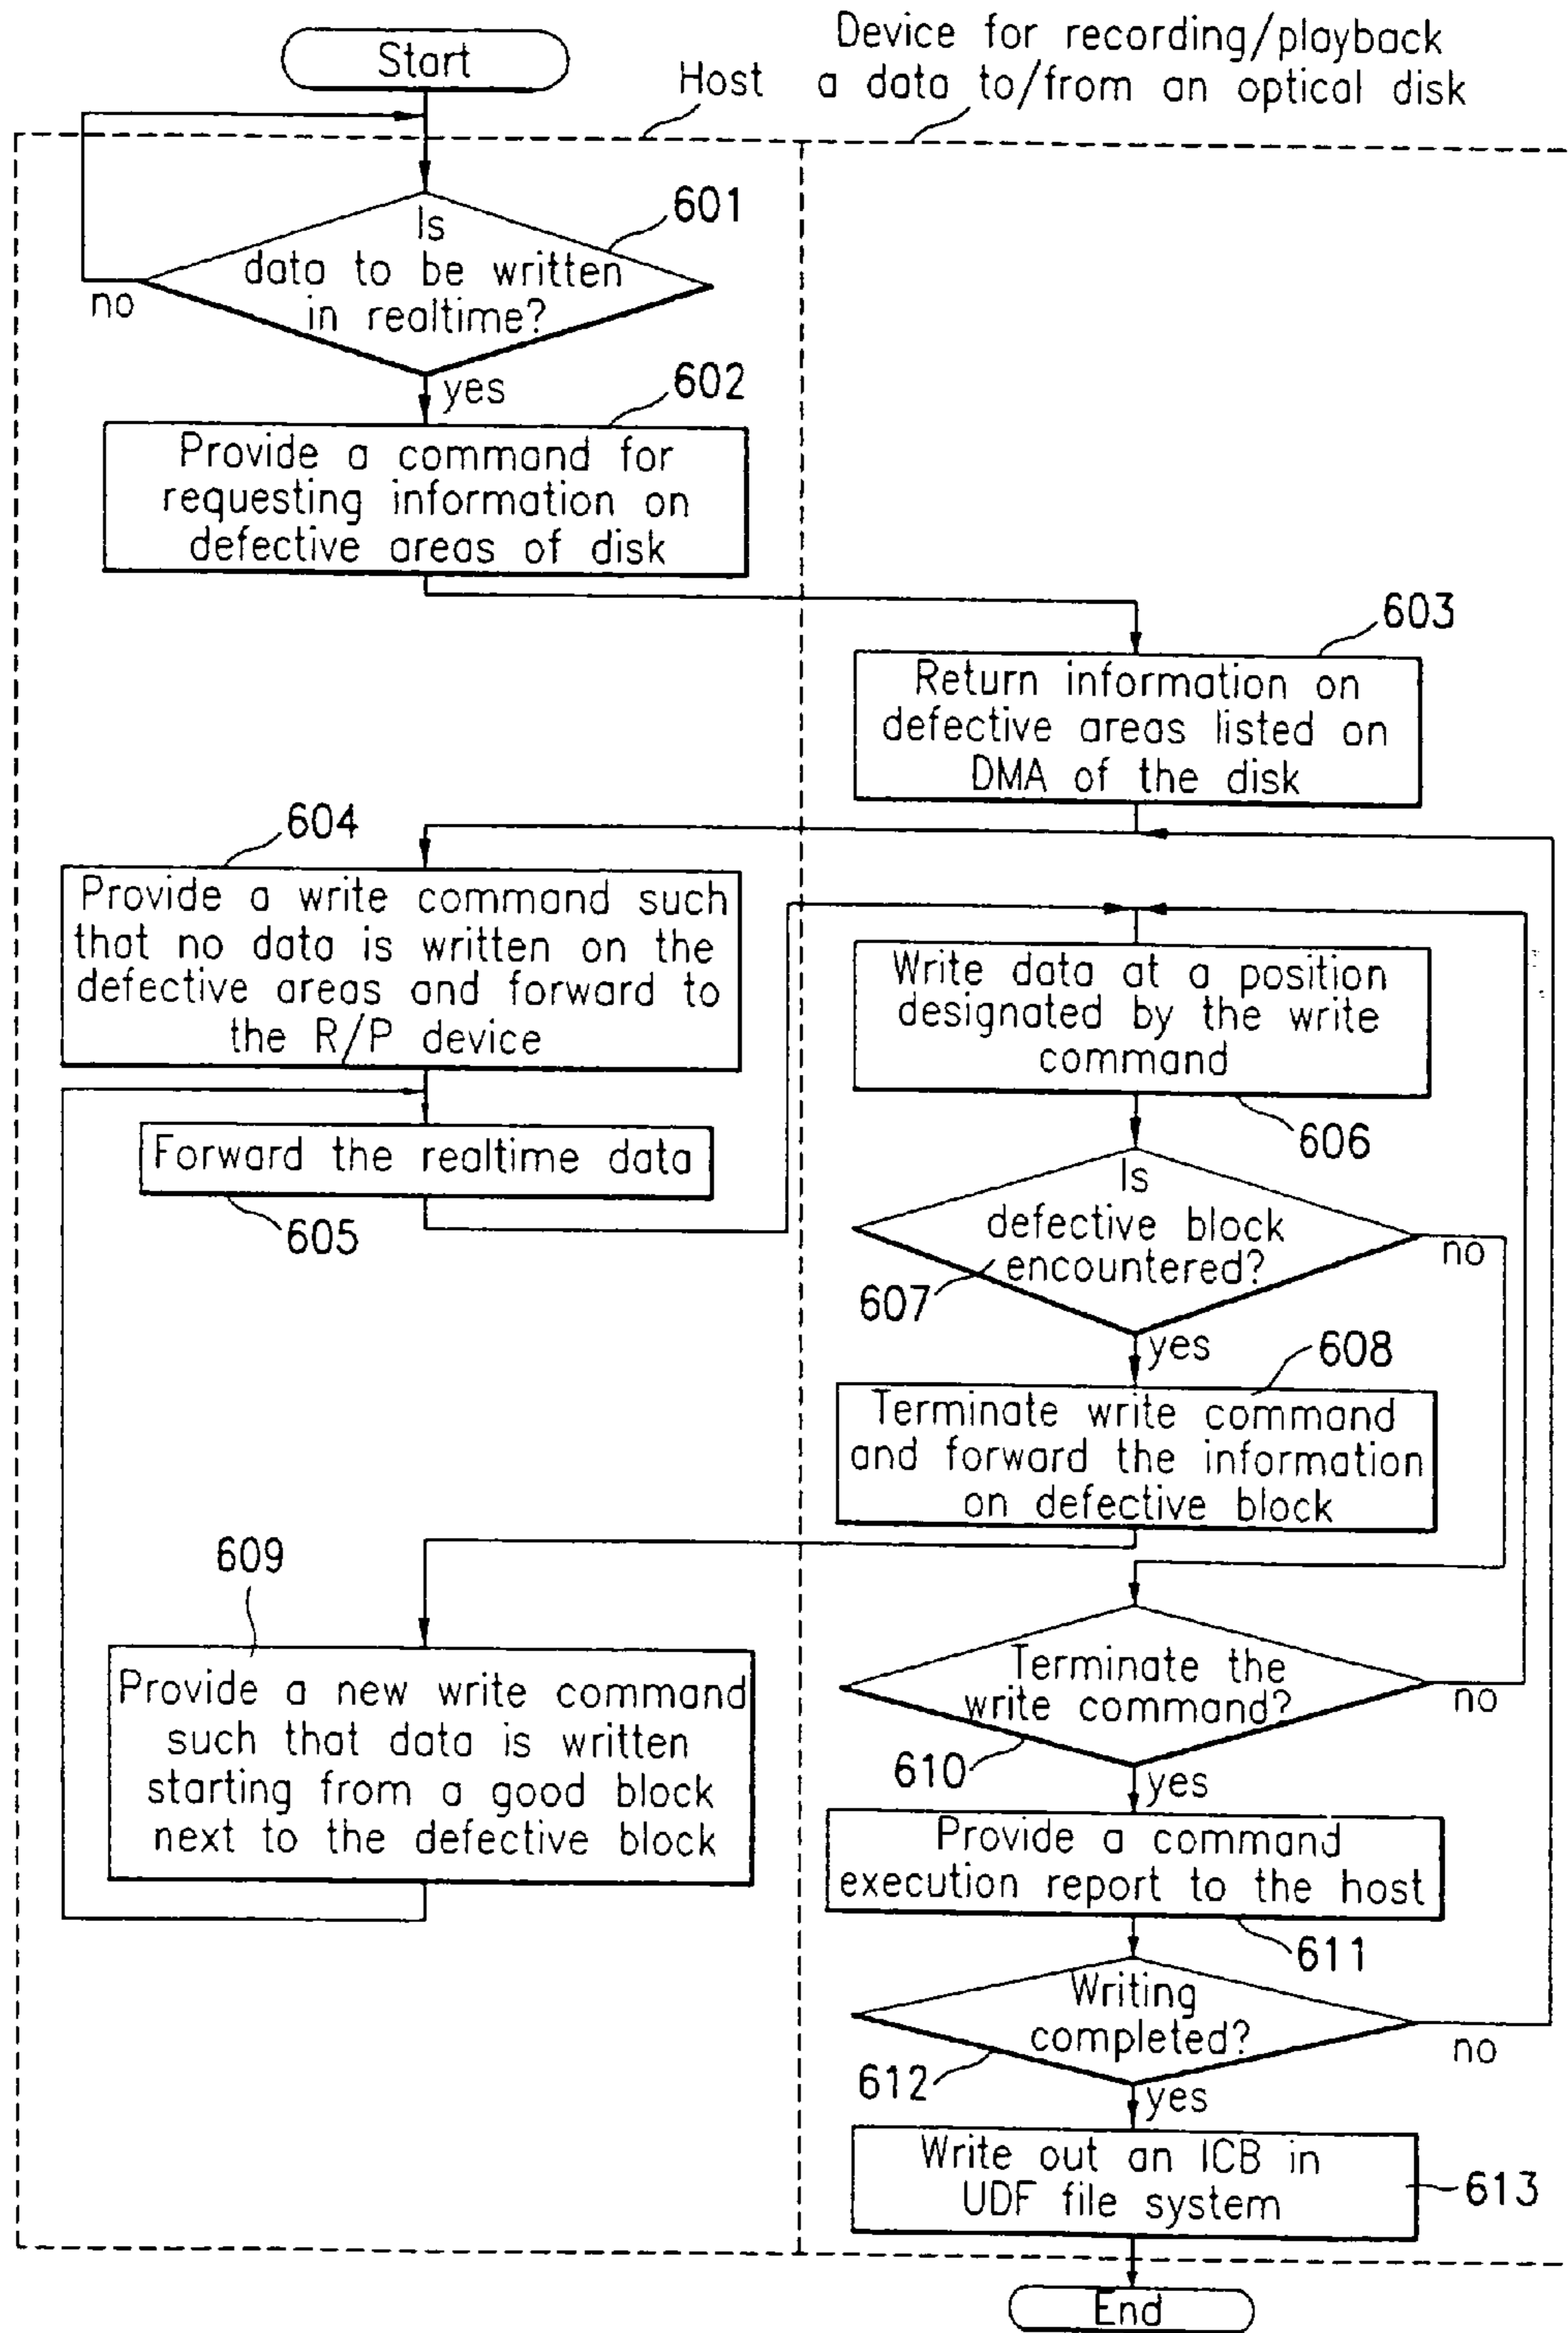 Start
Host
Device for recording/playback
a data to/from an optical disk
601
Is
data to be written
in realtime?
no
yes
602
Provide a command for
requesting information on
defective areas of disk
603
Return information on
defective areas listed on
DMA of the disk
604
Provide a write command such
that no data is written on the
defective areas and forward to
the R/P device
Forward the realtime data
605
Write data at a position
designated by the write
command
606
Is
defective block
encountered?
no
607
yes
608
Terminate write command
and forward the information
on defective block
609
Provide a new write command
such that data is written
starting from a good block
next to the defective block
Terminate the
write command?
no
610
yes
Provide a command
execution report to the host
611
Writing
completed?
no
612
yes
Write out an ICB in
UDF file system
613
End